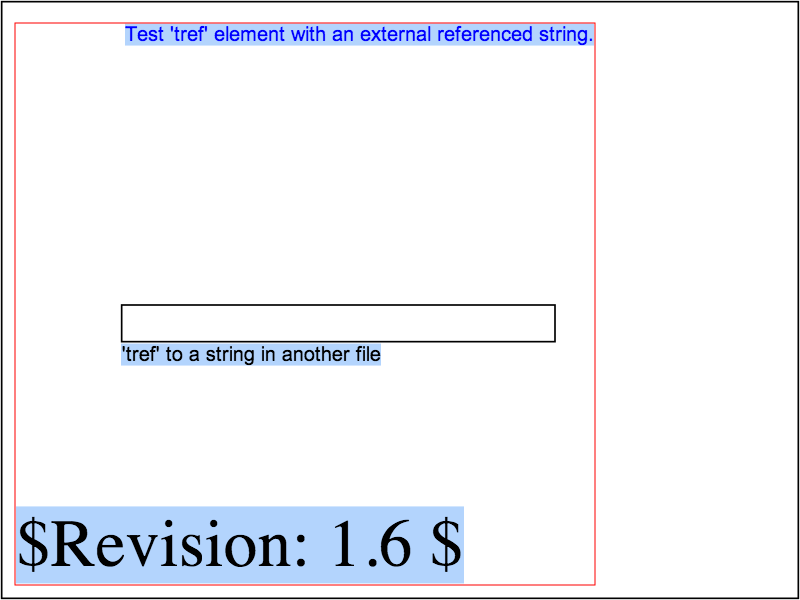 Test 'tref' element with an external referenced string.
'tref' to a string in another file
$Revision: 1.6 $